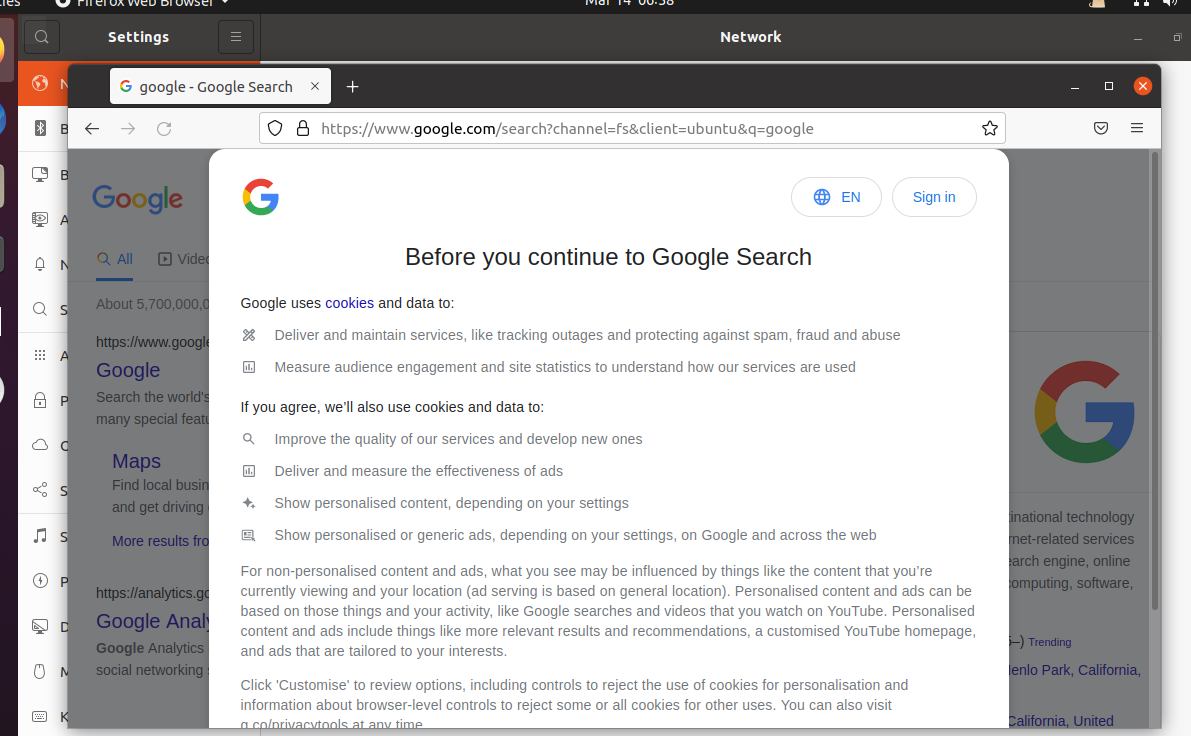 Firefox Web Browser
Mar 14 06:38
Settings
Network
google - Google Search
https://www.google.com/search?channel=fs&client=ubuntu&q=google
Google
All
About 5,700,000,0
https://www.google
Google
Search the world's
many special featu
Maps
Find local busin
and get driving
More results fro
https://analytics.go
Google Analy
Google Analytics
social networking
EN
Sign in
Before you continue to Google Search
Google uses cookies and data to:
Deliver and maintain services, like tracking outages and protecting against spam, fraud and abuse
Measure audience engagement and site statistics to understand how our services are used
If you agree, we’ll also use cookies and data to:
Improve the quality of our services and develop new ones
Deliver and measure the effectiveness of ads
Show personalised content, depending on your settings
Show personalised or generic ads, depending on your settings, on Google and across the web
For non-personalised content and ads, what you see may be influenced by things like the content that you’re
currently viewing and your location (ad serving is based on general location). Personalised content and ads can be
based on those things and your activity, like Google searches and videos that you watch on YouTube. Personalised
content and ads include things like more relevant results and recommendations, a customised YouTube homepage,
and ads that are tailored to your interests.
Click 'Customise' to review options, including controls to reject the use of cookies for personalisation and
information about browser-level controls to reject some or all cookies for other uses. You can also visit
g.co/privacytools at any time.
tinational technology
rnet-related services
earch engine, online
computing, software,
5–) Trending
Menlo Park, California,
California, United